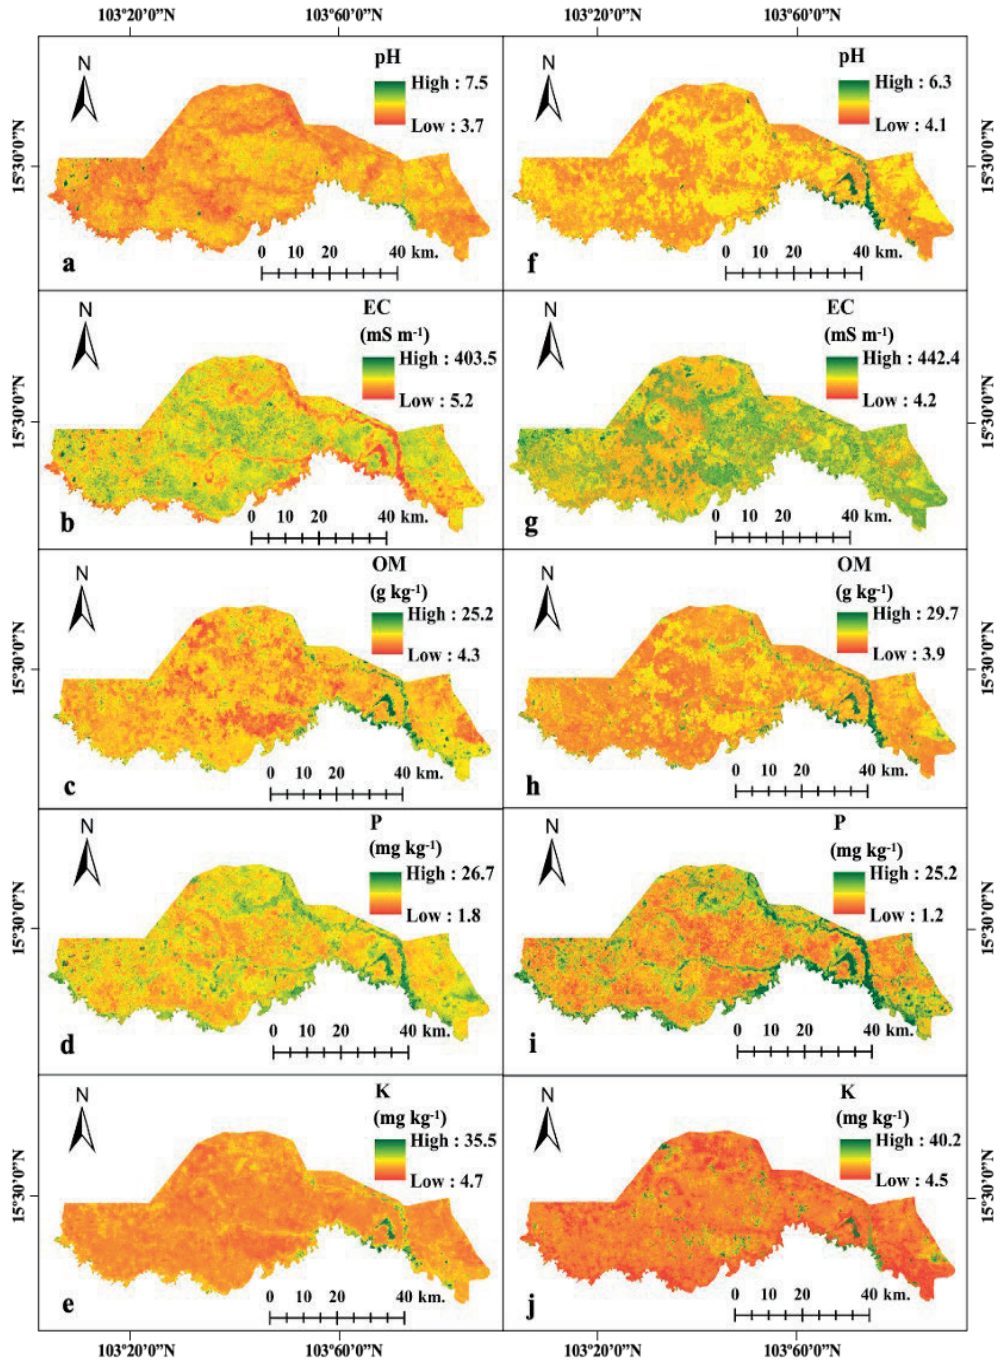 103°20'0"N 103°60'0"N 103°20'0"N 103°60'0"N
15°30'0"N
N
pH
High : 7.5
Low : 3.7
0 10 20 40 km.
a
N
pH
High : 6.3
Low : 4.1
0 10 20 40 km.
f
15°30'0"N
15°30'0"N
N
EC
(mS m⁻¹)
High : 403.5
Low : 5.2
0 10 20 40 km.
b
N
EC
(mS m⁻¹)
High : 442.4
Low : 4.2
0 10 20 40 km.
g
15°30'0"N
15°30'0"N
N
OM
(g kg⁻¹)
High : 25.2
Low : 4.3
0 10 20 40 km.
c
N
OM
(g kg⁻¹)
High : 29.7
Low : 3.9
0 10 20 40 km.
h
15°30'0"N
15°30'0"N
N
P
(mg kg⁻¹)
High : 26.7
Low : 1.8
0 10 20 40 km.
d
N
P
(mg kg⁻¹)
High : 25.2
Low : 1.2
0 10 20 40 km.
i
15°30'0"N
15°30'0"N
N
K
(mg kg⁻¹)
High : 35.5
Low : 4.7
0 10 20 40 km.
e
N
K
(mg kg⁻¹)
High : 40.2
Low : 4.5
0 10 20 40 km.
j
15°30'0"N
103°20'0"N 103°60'0"N 103°20'0"N 103°60'0"N